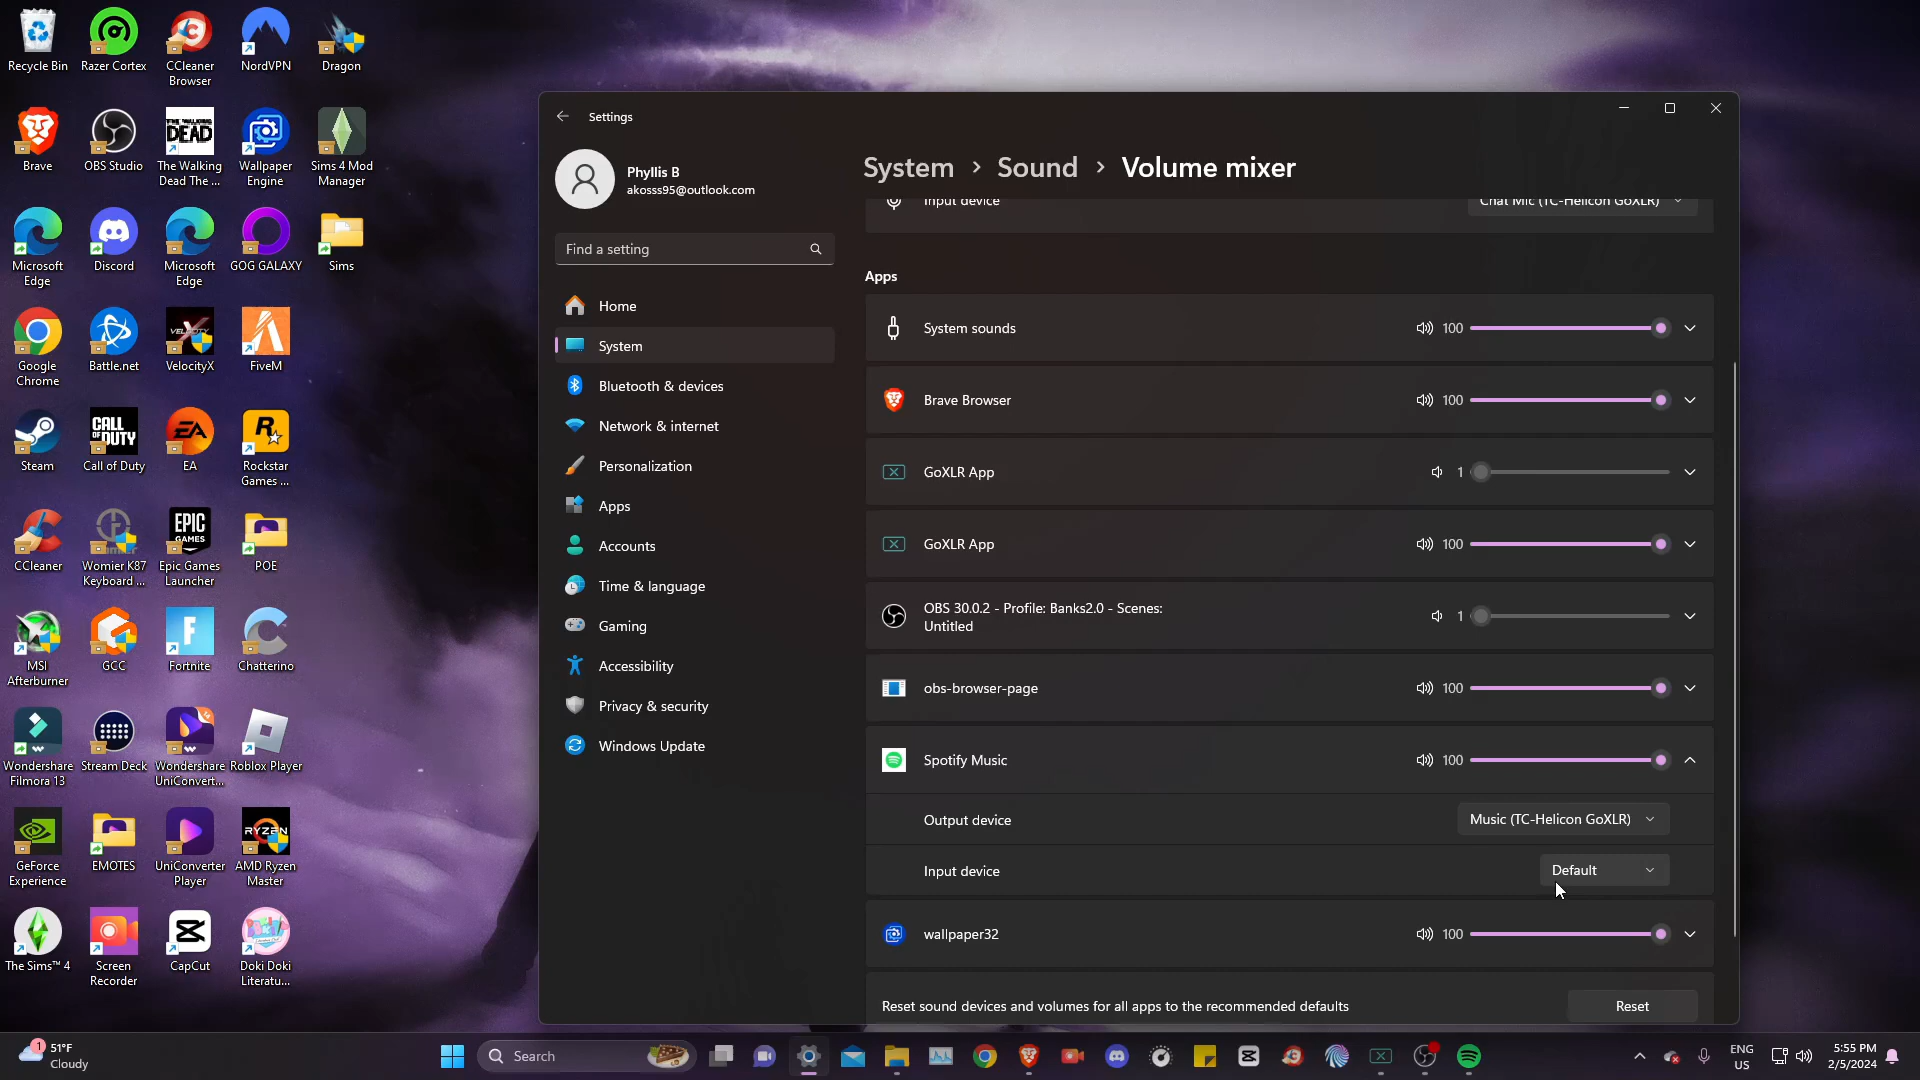 Recycle Bin
Razer Cortex
CCleaner
Browser
NordVPN
Dragon
Brave
OBS Studio
The Walking
Dead The ...
Wallpaper
Engine
Sims 4 Mod
Manager
Microsoft
Edge
Discord
Microsoft
Edge
GOG GALAXY
Sims
Google
Chrome
Battle.net
VelocityX
FiveM
Steam
Call of Duty
EA
Rockstar
Games ...
CCleaner
Womier K87
Keyboard ...
Epic Games
Launcher
POE
MSI
Afterburner
GCC
Fortnite
Chatterino
Wondershare
Filmora 13
Stream Deck
Wondershare
UniConvert...
Roblox Player
GeForce
Experience
EMOTES
UniConverter
Player
AMD Ryzen
Master
The Sims™ 4
Screen
Recorder
CapCut
Doki Doki
Literatu...
Settings
Phyllis B
akosss95@outlook.com
Find a setting
Home
System
Bluetooth & devices
Network & internet
Personalization
Apps
Accounts
Time & language
Gaming
Accessibility
Privacy & security
Windows Update
System > Sound > Volume mixer
Input device Chat Mic (TC-Helicon GoXLR)
Apps
System sounds 100
Brave Browser 100
GoXLR App 1
GoXLR App 100
OBS 30.0.2 - Profile: Banks2.0 - Scenes:
Untitled 1
obs-browser-page 100
Spotify Music 100
Output device Music (TC-Helicon GoXLR)
Input device Default
wallpaper32 100
Reset sound devices and volumes for all apps to the recommended defaults Reset
1
51°F
Cloudy
Search
ENG
US
5:55 PM
2/5/2024